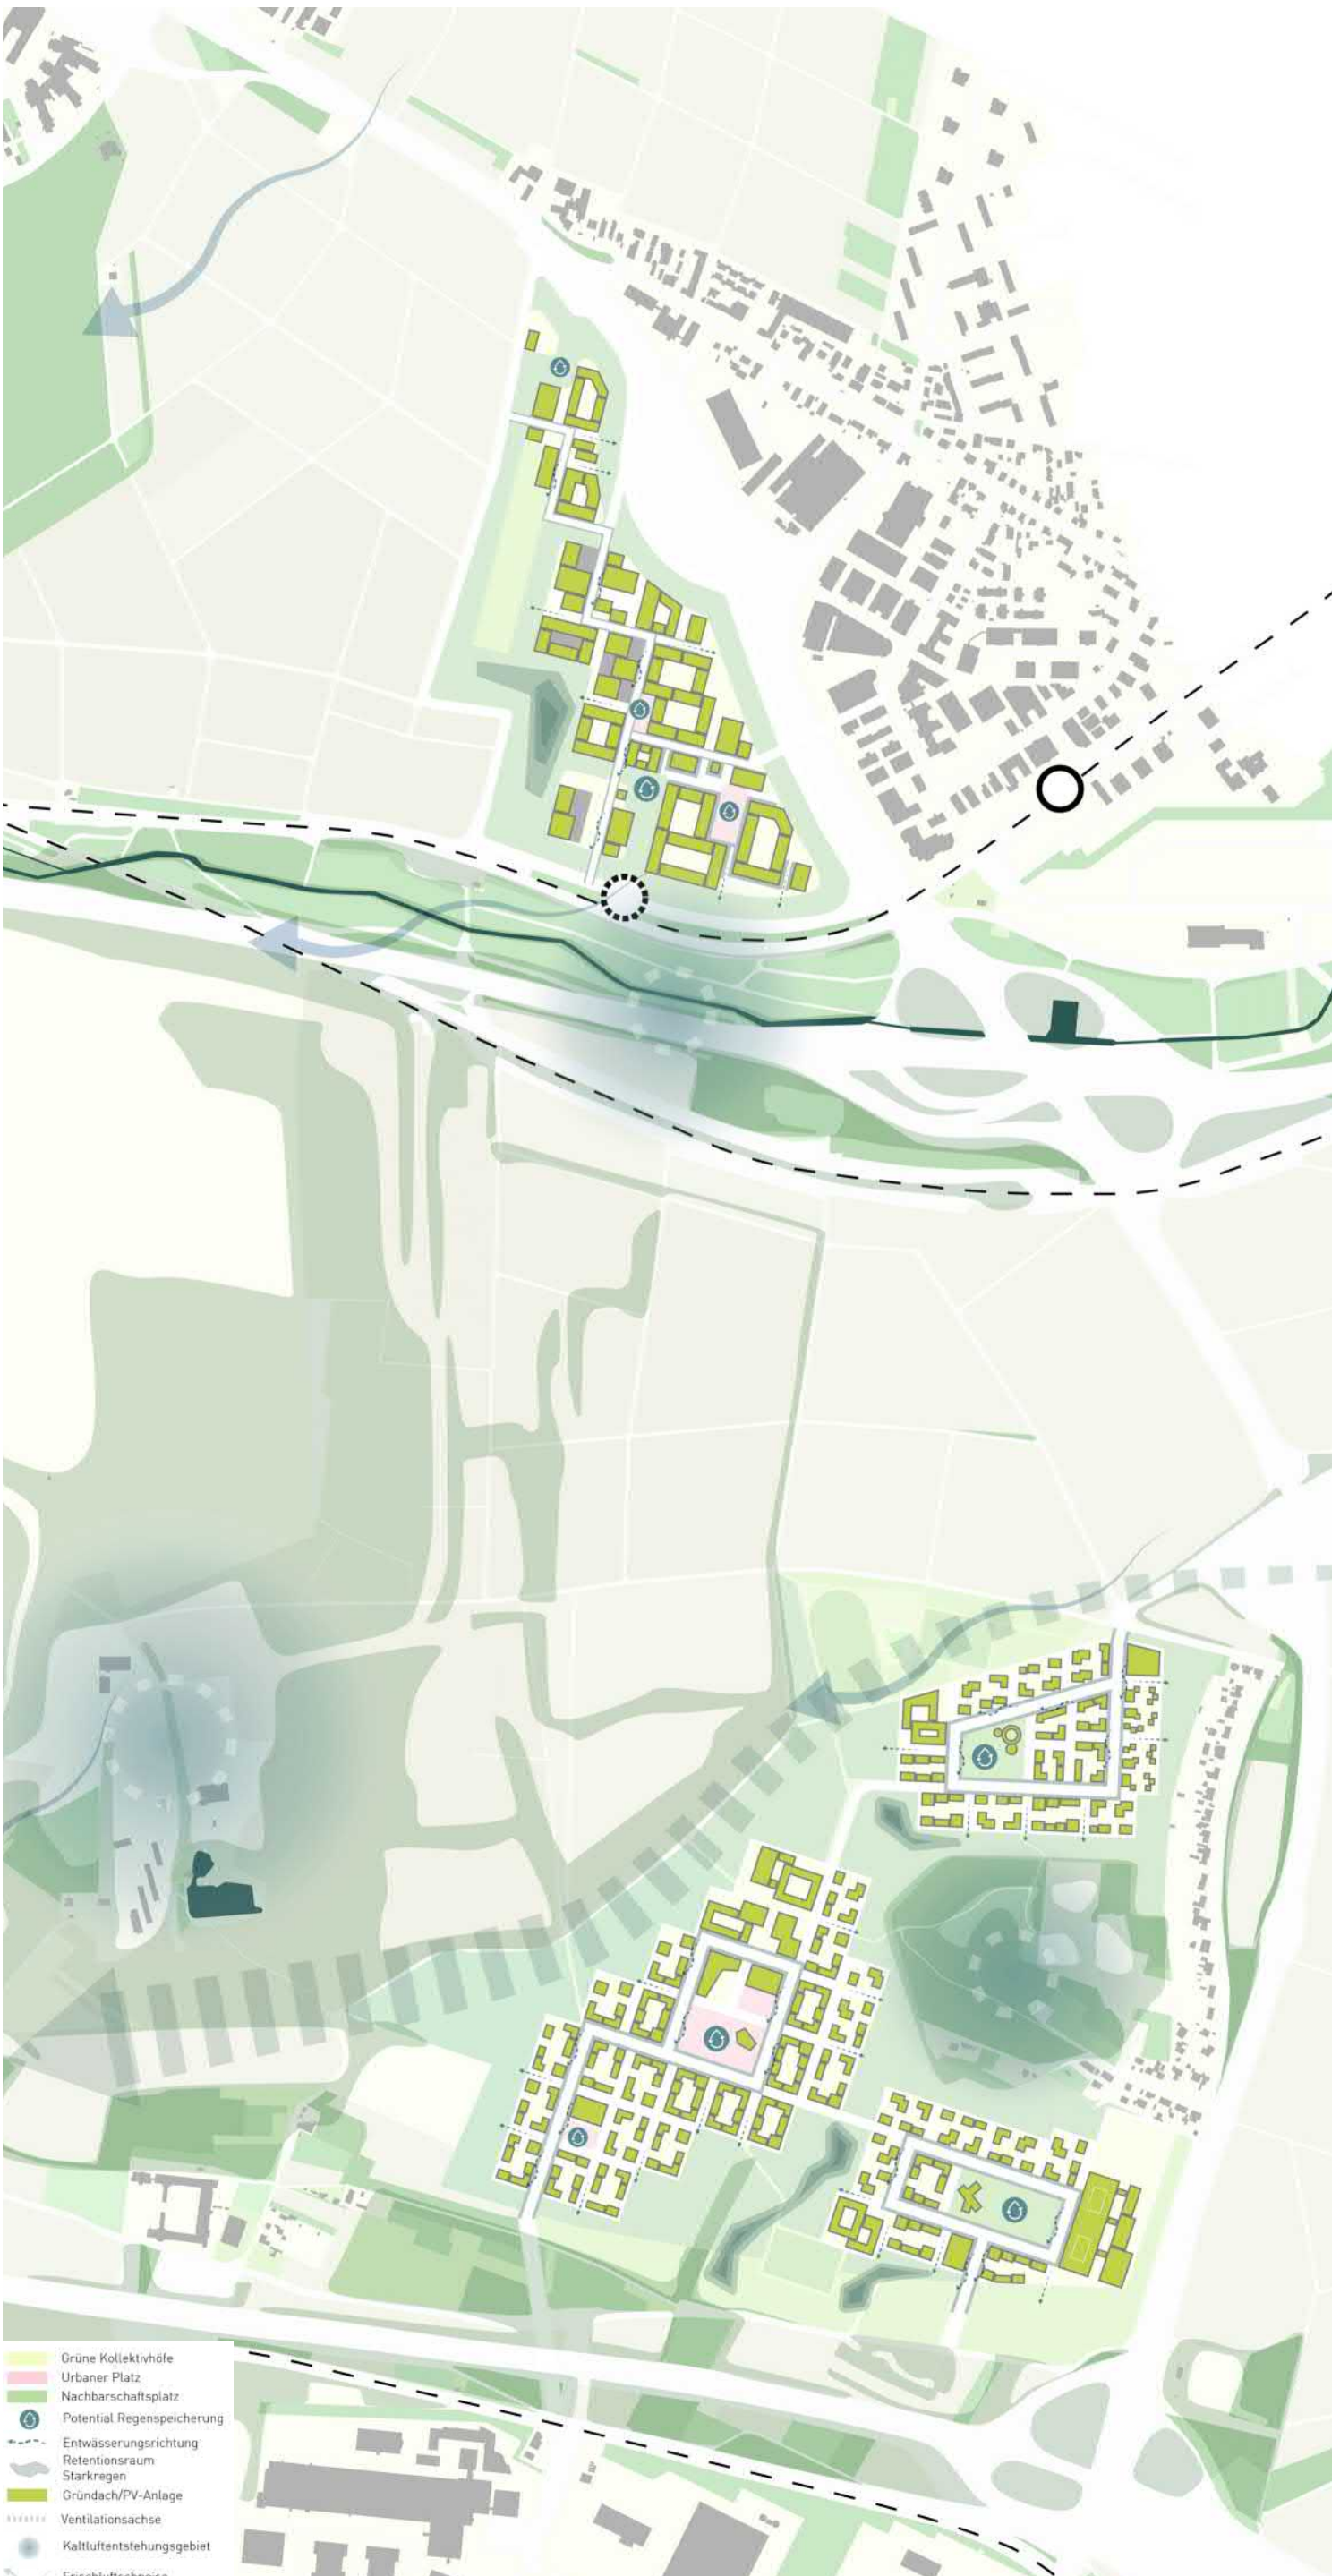 Grüne Kollektivhöfe
Urbaner Platz
Nachbarschaftsplatz
Potential Regenspeicherung
Entwässerungsrichtung
Retentionsraum
Starkregen
Gründach/PV-Anlage
Ventilationsachse
Kaltluftentstehungsgebiet